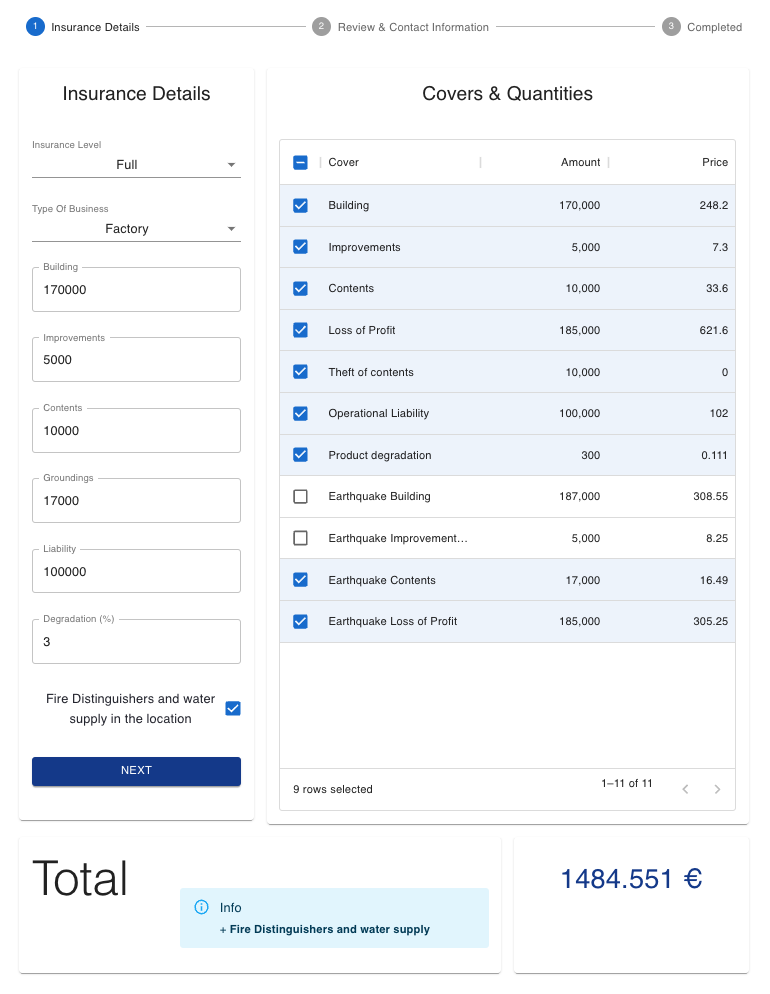 1 Insurance Details
2 Review & Contact Information
3 Completed
Insurance Details
Insurance Level
Full
Type Of Business
Factory
Building
170000
Improvements
5000
Contents
10000
Groundings
17000
Liability
100000
Degradation (%)
3
Fire Distinguishers and water
supply in the location
NEXT
Covers & Quantities
Cover Amount Price
Building 170,000 248.2
Improvements 5,000 7.3
Contents 10,000 33.6
Loss of Profit 185,000 621.6
Theft of contents 10,000 0
Operational Liability 100,000 102
Product degradation 300 0.111
Earthquake Building 187,000 308.55
Earthquake Improvement... 5,000 8.25
Earthquake Contents 17,000 16.49
Earthquake Loss of Profit 185,000 305.25
9 rows selected 1–11 of 11
Total
Info
+ Fire Distinguishers and water supply
1484.551 €